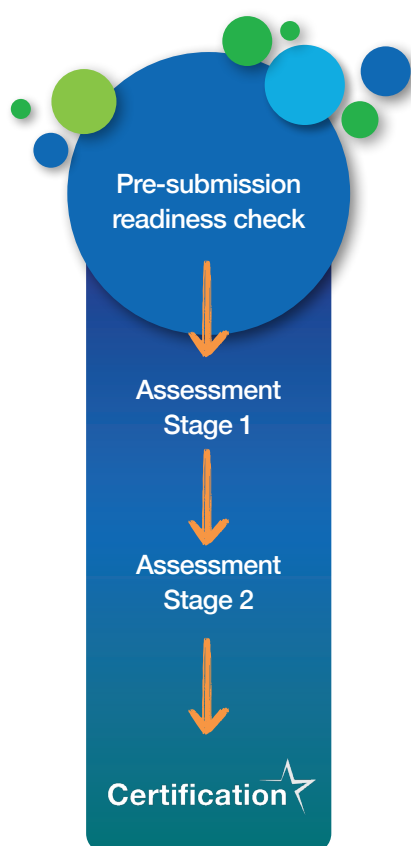 Pre-submission
readiness check
Assessment
Stage 1
Assessment
Stage 2
Certification